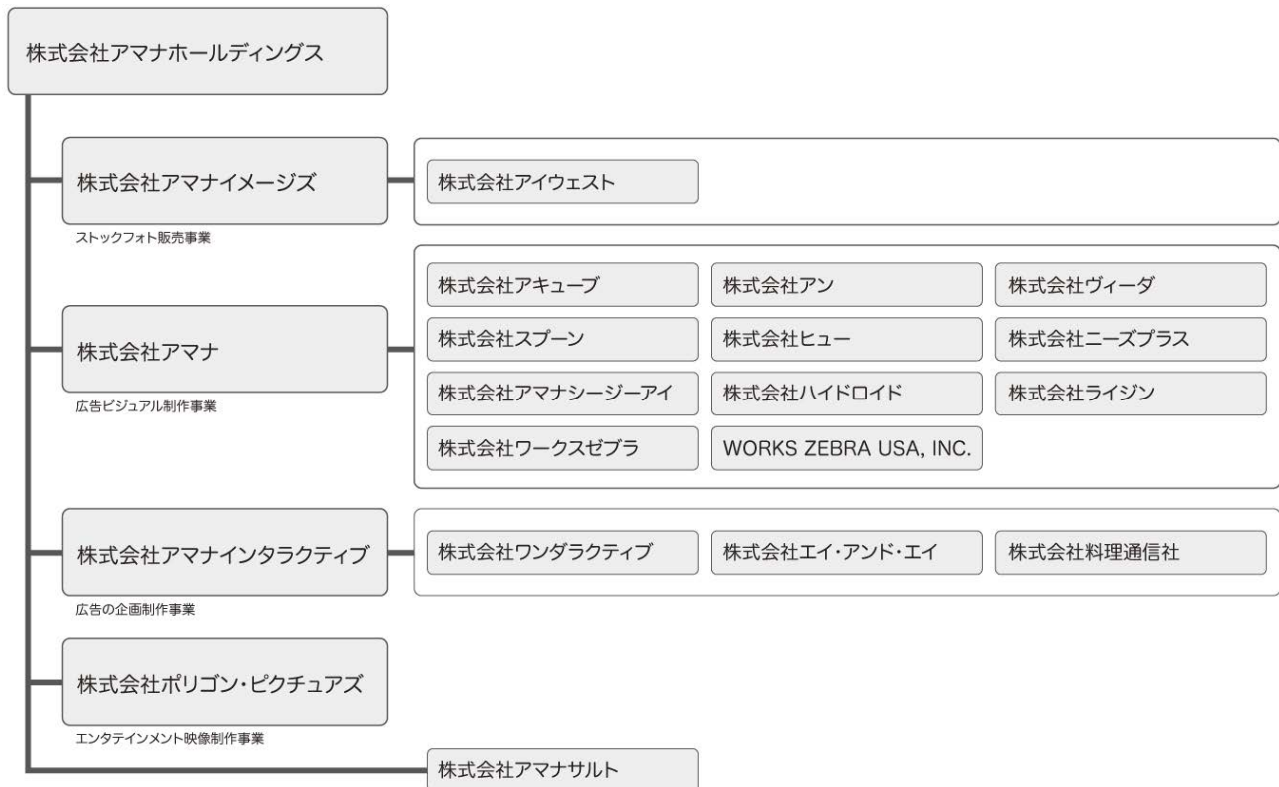 株式会社アマナホールディングス
株式会社アマナイメージズ
ストックフォト販売事業
株式会社アイウェスト
株式会社アマナ
広告ビジュアル制作事業
株式会社アキューブ
株式会社アン
株式会社ヴィーダ
株式会社スプーン
株式会社ヒュー
株式会社ニーズプラス
株式会社アマナシージーアイ
株式会社ハイドロイド
株式会社ライジン
株式会社ワークスゼブラ
WORKS ZEBRA USA, INC.
株式会社アマナインタラクティブ
広告の企画制作事業
株式会社ワンダラクティブ
株式会社エイ・アンド・エイ
株式会社料理通信社
株式会社ポリゴン・ピクチュアズ
エンタテインメント映像制作事業
株式会社アマナサルト